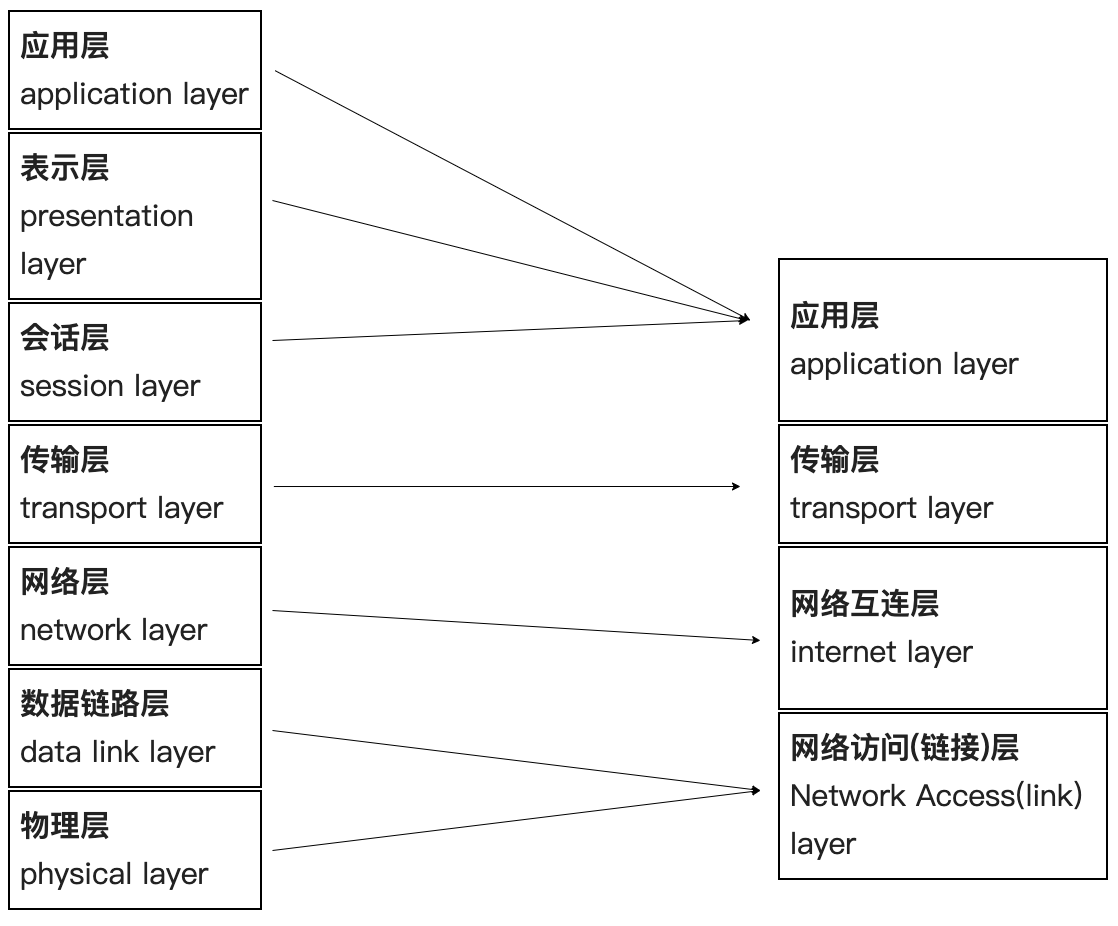 应用层
application layer
表示层
presentation
layer
会话层
session layer
传输层
transport layer
网络层
network layer
数据链路层
data link layer
物理层
physical layer
应用层
application layer
传输层
transport layer
网络互连层
internet layer
网络访问(链接)层
Network Access(link)
layer